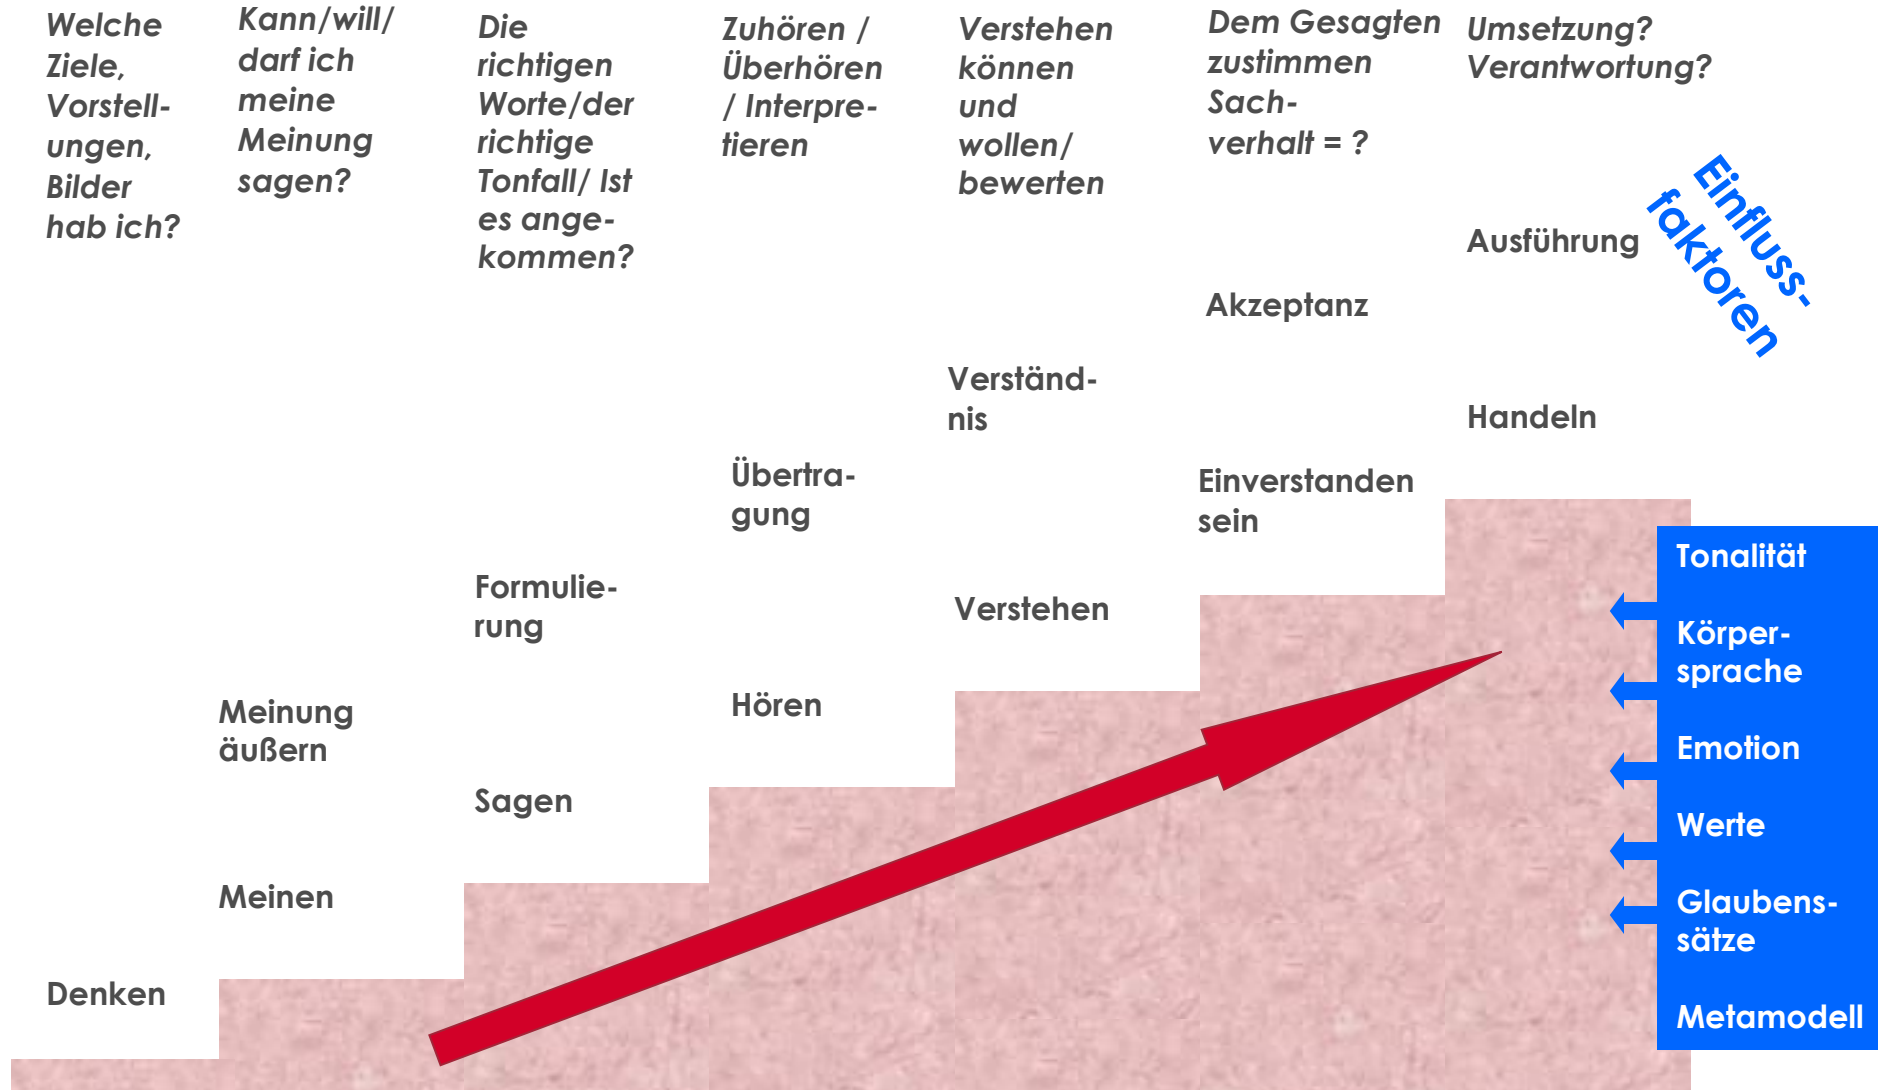 Welche
Ziele,
Vorstell-
ungen,
Bilder
hab ich?
Kann/will/
darf ich
meine
Meinung
sagen?
Die
richtigen
Worte/der
richtige
Tonfall/ Ist
es ange-
kommen?
Zuhören /
Überhören
/ Interpre-
tieren
Verstehen
können
und
wollen/
bewerten
Dem Gesagten
zustimmen
Sach-
verhalt = ?
Umsetzung?
Verantwortung?
Einfluss-
faktoren
Ausführung
Akzeptanz
Verständ-
nis
Handeln
Übertra-
gung
Einverstanden
sein
Formulie-
rung
Verstehen
Meinung
äußern
Hören
Sagen
Meinen
Denken
Tonalität
Körper-
sprache
Emotion
Werte
Glaubens-
sätze
Metamodell